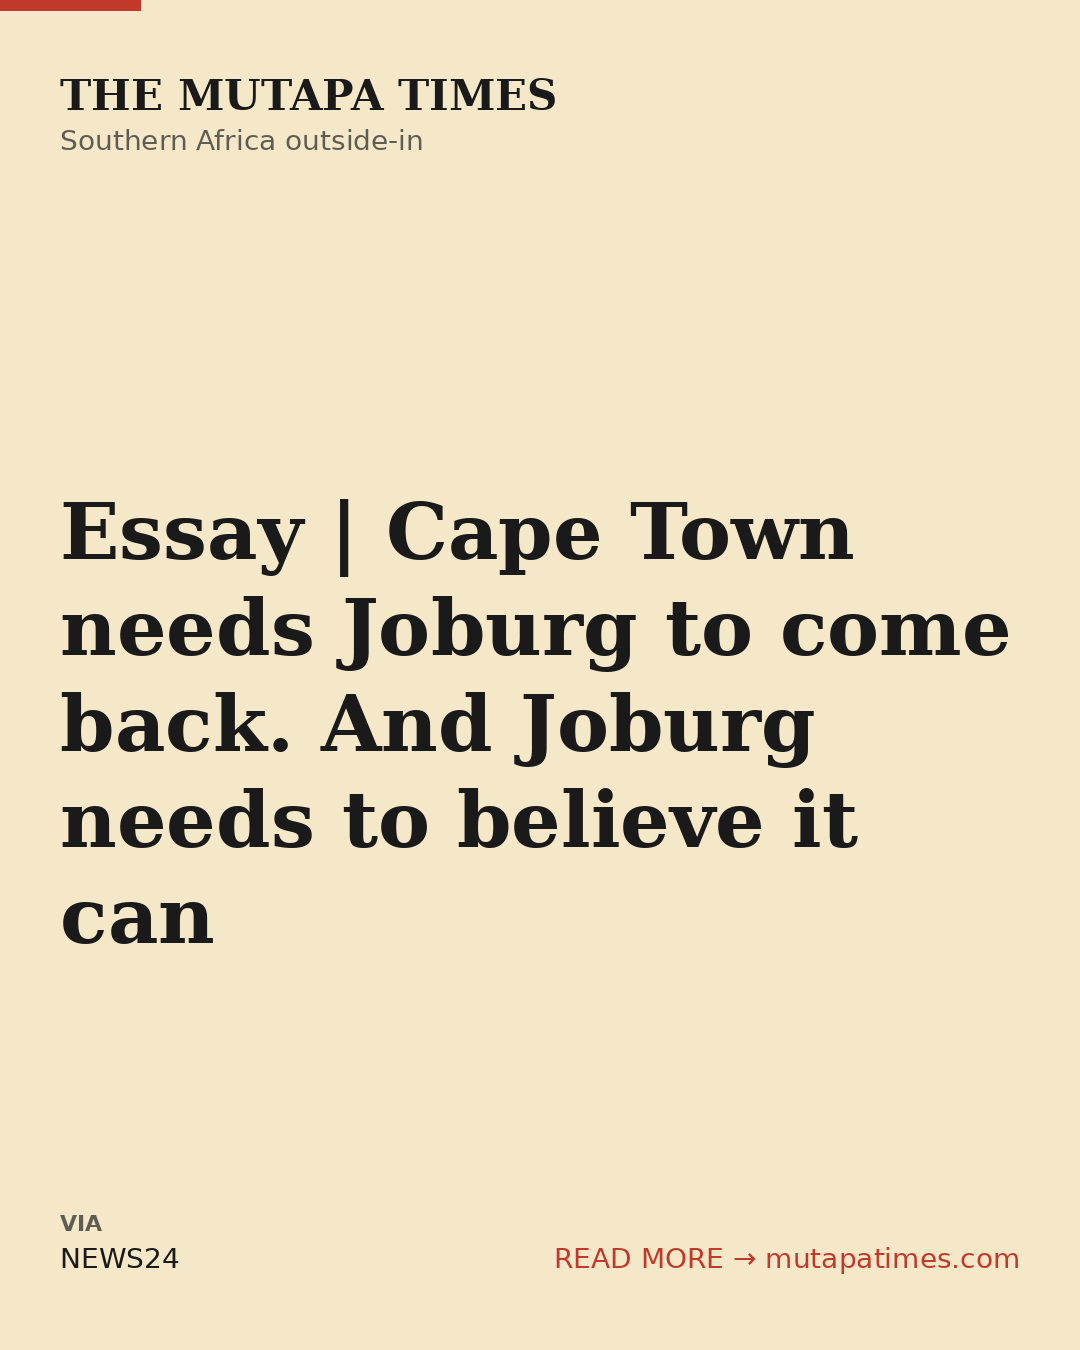 THE MUTAPA TIMES
Southern Africa outside-in
Essay | Cape Town
needs Joburg to come
back. And Joburg
needs to believe it
can
VIA
NEWS24
READ MORE → mutapatimes.com